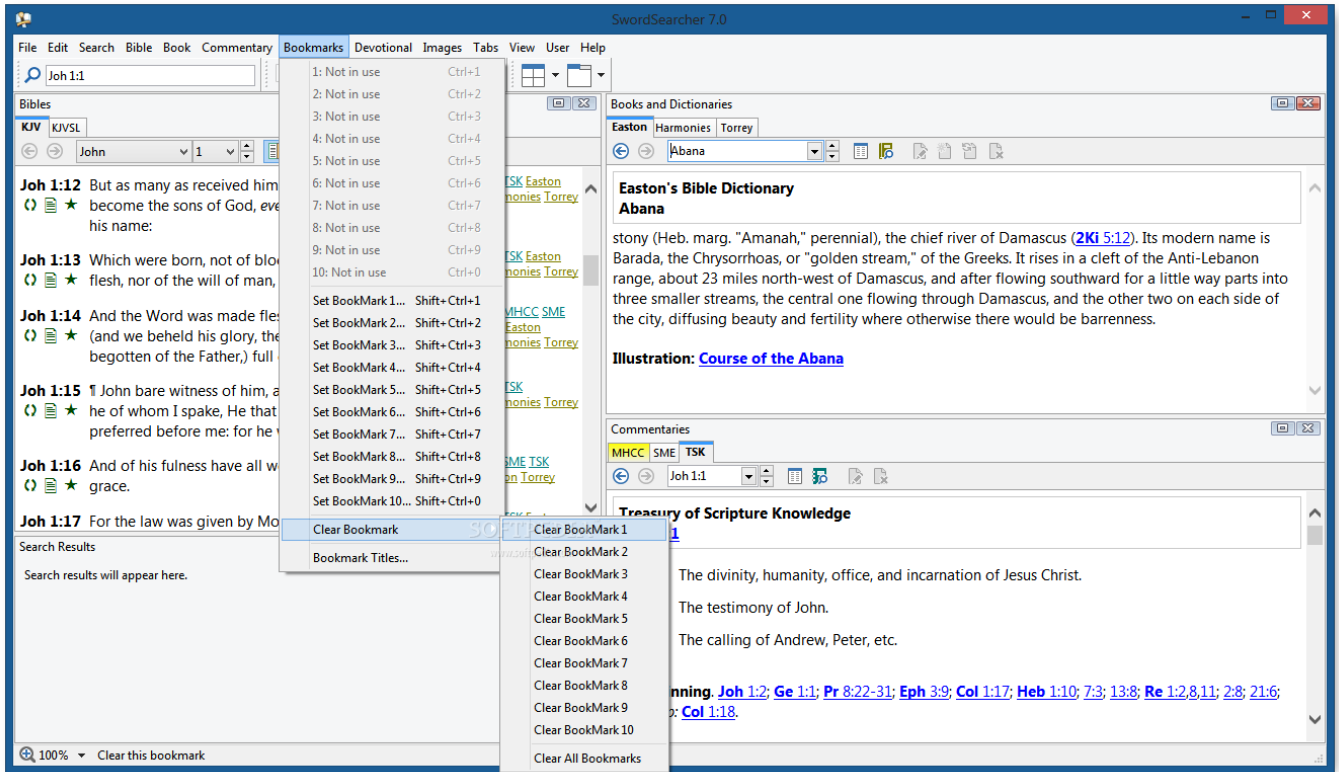 SwordSearcher 7.0
File Edit Search Bible Book Commentary Bookmarks Devotional Images Tabs View User Help
Joh 1:1
Bibles
KJV KJVSL
John 1
Joh 1:12 But as many as received him
become the sons of God, eve
his name:
Joh 1:13 Which were born, not of bloo
flesh, nor of the will of man,
Joh 1:14 And the Word was made fles
(and we beheld his glory, the
begotten of the Father,) full
Joh 1:15 ¶ John bare witness of him, a
he of whom I spake, He that
preferred before me: for he
Joh 1:16 And of his fulness have all w
grace.
Joh 1:17 For the law was given by Mo
TSK Easton
monies Torrey
TSK Easton
monies Torrey
MHCC SME
Easton
monies Torrey
TSK
monies Torrey
SME TSK
on Torrey
1: Not in use Ctrl+1
2: Not in use Ctrl+2
3: Not in use Ctrl+3
4: Not in use Ctrl+4
5: Not in use Ctrl+5
6: Not in use Ctrl+6
7: Not in use Ctrl+7
8: Not in use Ctrl+8
9: Not in use Ctrl+9
10: Not in use Ctrl+0
Set BookMark 1... Shift+Ctrl+1
Set BookMark 2... Shift+Ctrl+2
Set BookMark 3... Shift+Ctrl+3
Set BookMark 4... Shift+Ctrl+4
Set BookMark 5... Shift+Ctrl+5
Set BookMark 6... Shift+Ctrl+6
Set BookMark 7... Shift+Ctrl+7
Set BookMark 8... Shift+Ctrl+8
Set BookMark 9... Shift+Ctrl+9
Set BookMark 10... Shift+Ctrl+0
Clear Bookmark
Bookmark Titles...
Clear BookMark 1
Clear BookMark 2
Clear BookMark 3
Clear BookMark 4
Clear BookMark 5
Clear BookMark 6
Clear BookMark 7
Clear BookMark 8
Clear BookMark 9
Clear BookMark 10
Clear All Bookmarks
Search Results
Search results will appear here.
Books and Dictionaries
Easton Harmonies Torrey
Abana
Easton's Bible Dictionary
Abana
stony (Heb. marg. "Amanah," perennial), the chief river of Damascus (2Ki 5:12). Its modern name is
Barada, the Chrysorrhoas, or "golden stream," of the Greeks. It rises in a cleft of the Anti-Lebanon
range, about 23 miles north-west of Damascus, and after flowing southward for a little way parts into
three smaller streams, the central one flowing through Damascus, and the other two on each side of
the city, diffusing beauty and fertility where otherwise there would be barrenness.
Illustration: Course of the Abana
Commentaries
MHCC SME TSK
Joh 1:1
Treasury of Scripture Knowledge
1
The divinity, humanity, office, and incarnation of Jesus Christ.
The testimony of John.
The calling of Andrew, Peter, etc.
nning. Joh 1:2; Ge 1:1; Pr 8:22-31; Eph 3:9; Col 1:17; Heb 1:10; 7:3; 13:8; Re 1:2,8,11; 2:8; 21:6;
Col 1:18.
100% Clear this bookmark